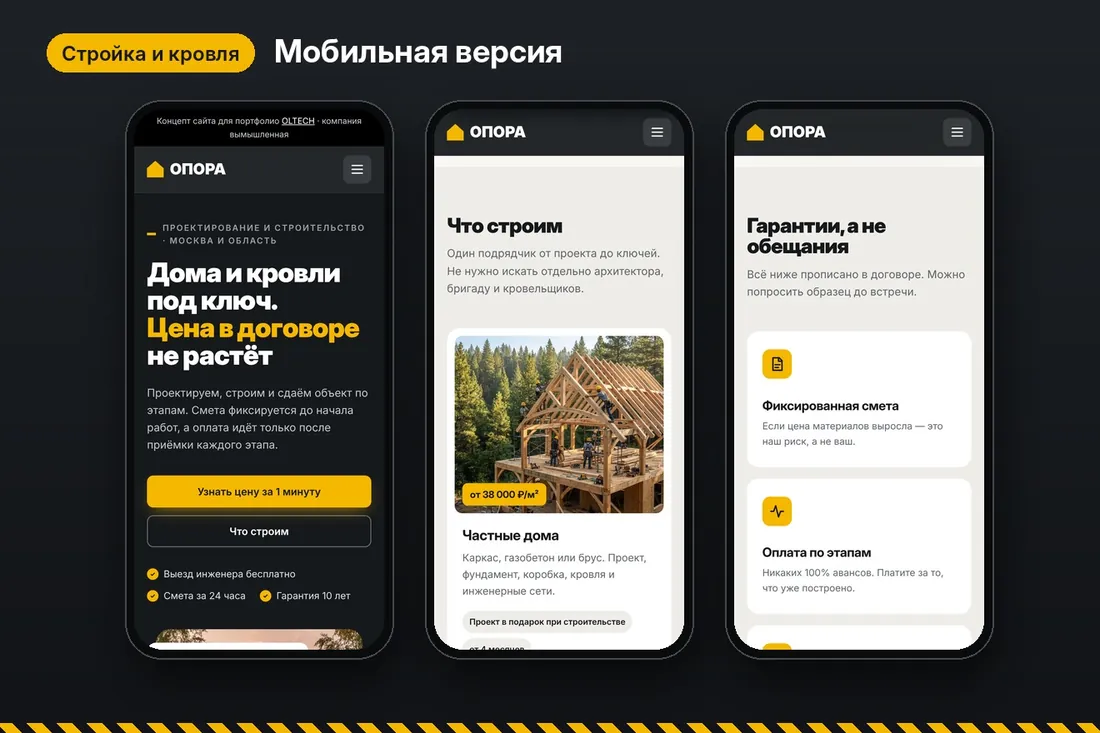 Стройка и кровля
Мобильная версия
Концепт сайта для портфолио OLTECH · компания
вымышленная
ОПОРА
ПРОЕКТИРОВАНИЕ И СТРОИТЕЛЬСТВО
· МОСКВА И ОБЛАСТЬ
Дома и кровли
под ключ.
Цена в договоре
не растёт
Проектируем, строим и сдаём объект по
этапам. Смета фиксируется до начала
работ, а оплата идёт только после
приёмки каждого этапа.
Узнать цену за 1 минуту
Что строим
Выезд инженера бесплатно
Смета за 24 часа
Гарантия 10 лет
ОПОРА
Что строим
Один подрядчик от проекта до ключей.
Не нужно искать отдельно архитектора,
бригаду и кровельщиков.
от 38 000 ₽/м²
Частные дома
Каркас, газобетон или брус. Проект,
фундамент, коробка, кровля и
инженерные сети.
Проект в подарок при строительстве
от 4 месяцев
ОПОРА
Гарантии, а не
обещания
Всё ниже прописано в договоре. Можно
попросить образец до встречи.
Фиксированная смета
Если цена материалов выросла — это
наш риск, а не ваш.
Оплата по этапам
Никаких 100% авансов. Платите за то,
что уже построено.